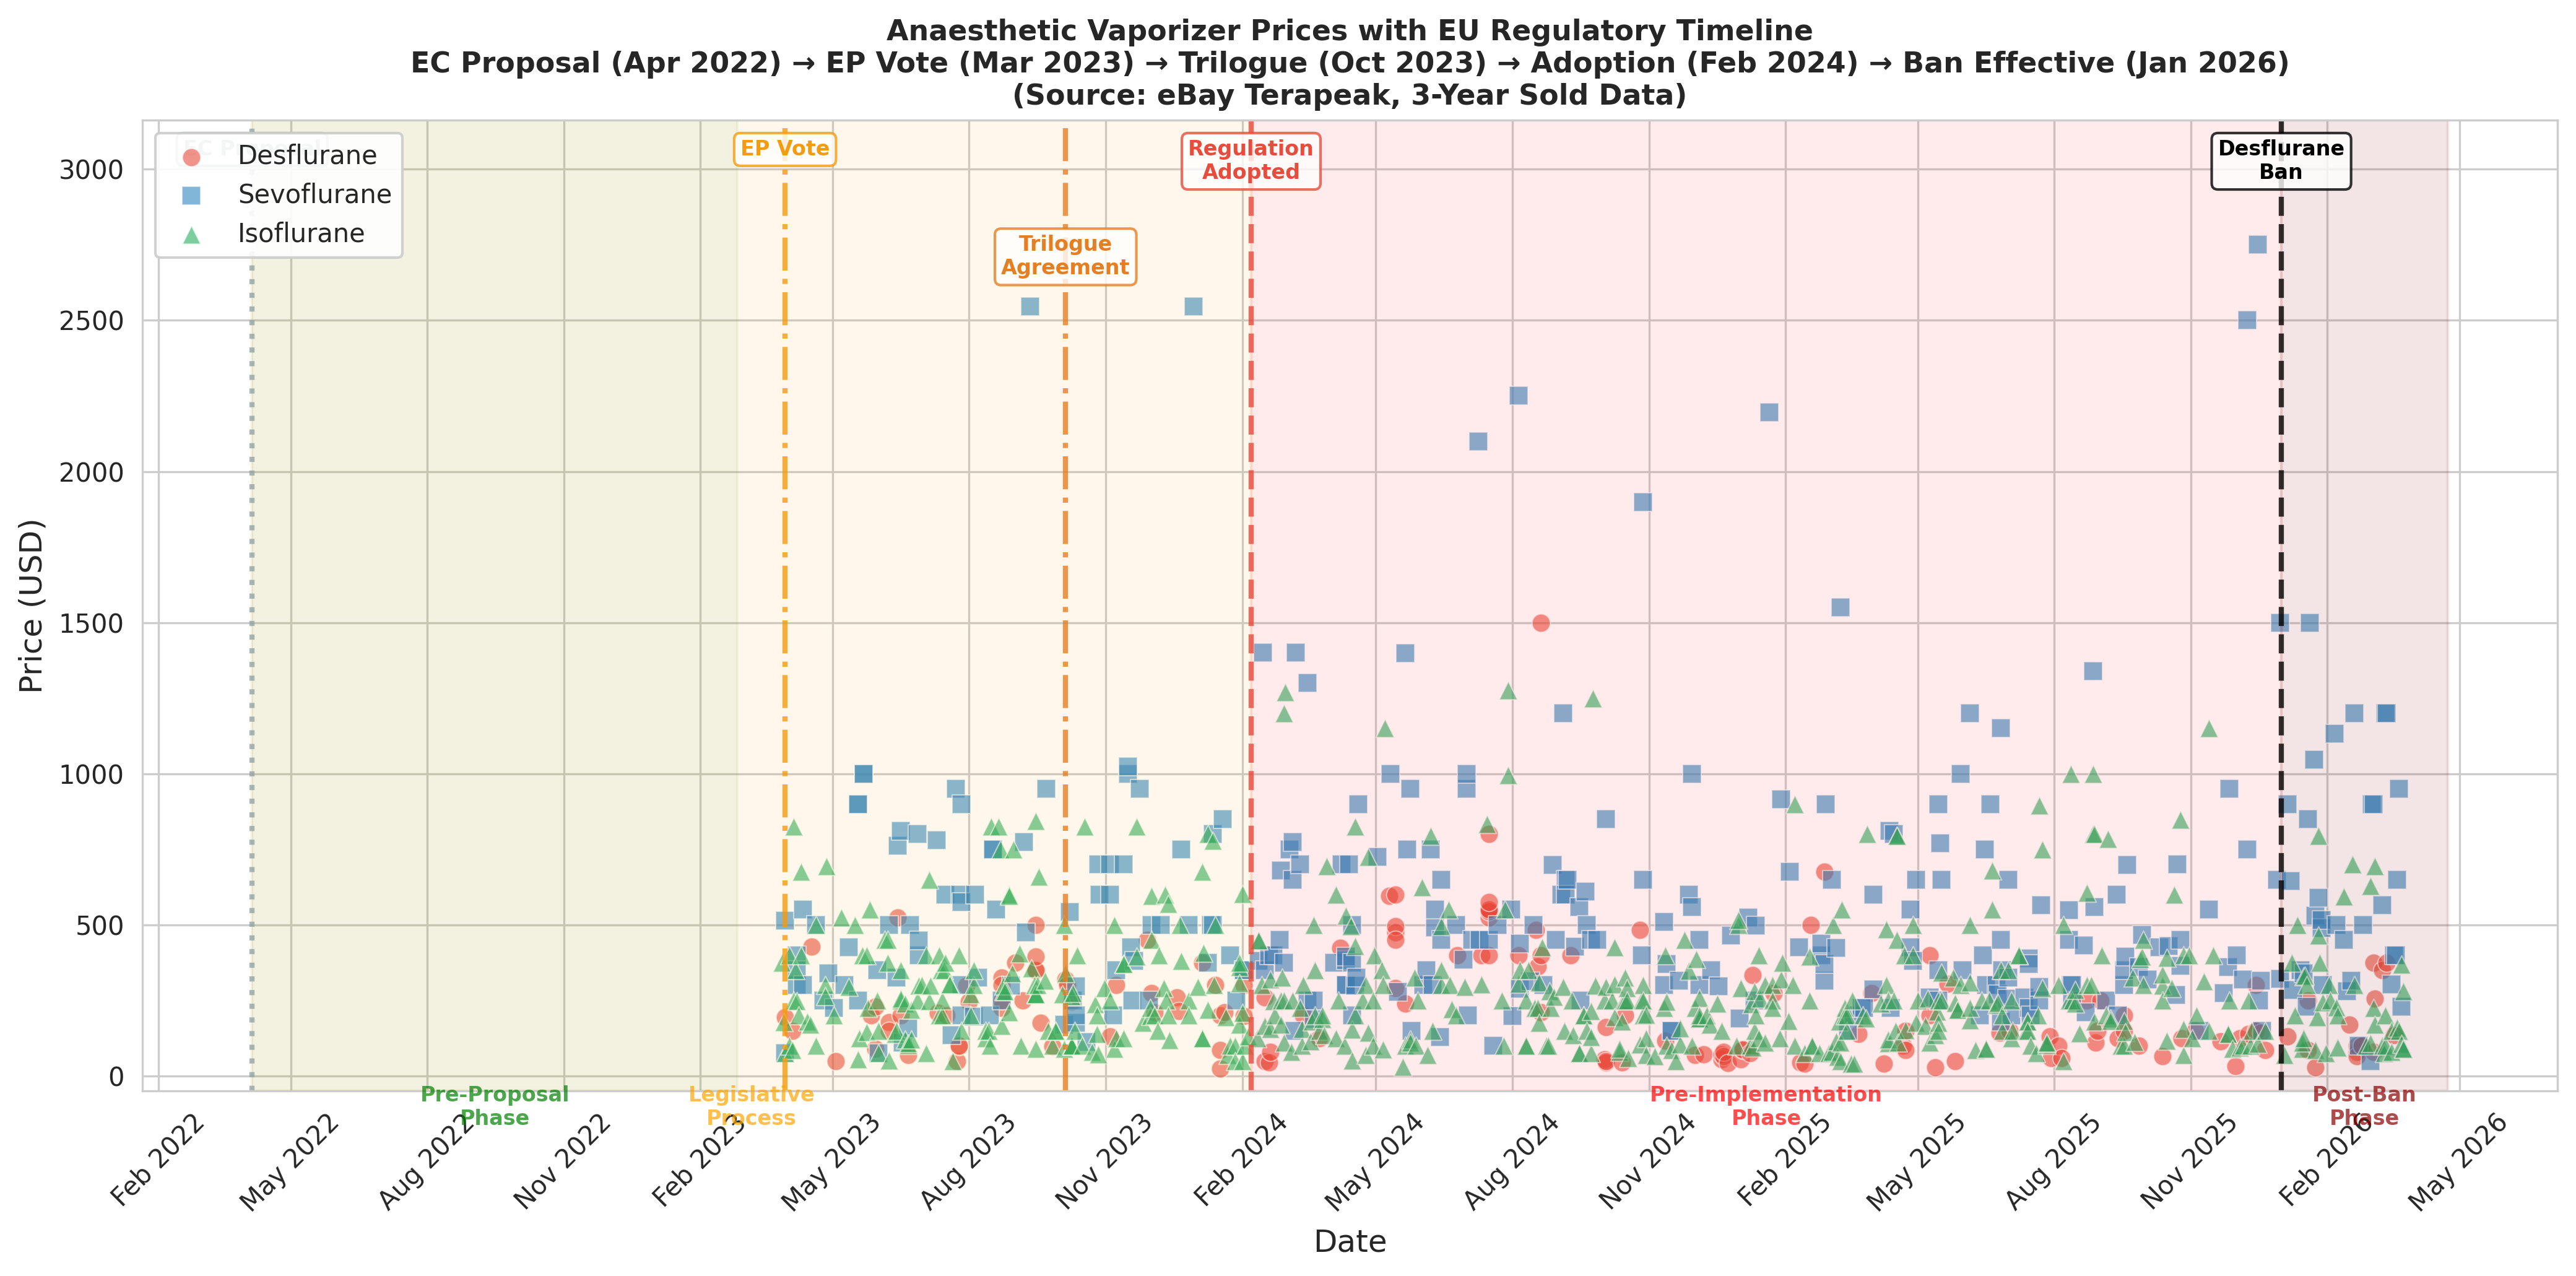 Anaesthetic Vaporizer Prices with EU Regulatory Timeline
EC Proposal (Apr 2022) → EP Vote (Mar 2023) → Trilogue (Oct 2023) → Adoption (Feb 2024) → Ban Effective (Jan 2026)
(Source: eBay Terapeak, 3-Year Sold Data)
Desflurane
Sevoflurane
Isoflurane
EP Vote
Trilogue
Agreement
Regulation
Adopted
Desflurane
Ban
Price (USD)
3000
2500
2000
1500
1000
500
0
Pre-Proposal
Phase
Legislative
Process
Pre-Implementation
Phase
Post-Ban
Phase
Feb 2022
May 2022
Aug 2022
Nov 2022
Feb 2023
May 2023
Aug 2023
Nov 2023
Feb 2024
May 2024
Aug 2024
Nov 2024
Feb 2025
May 2025
Aug 2025
Nov 2025
Feb 2026
May 2026
Date